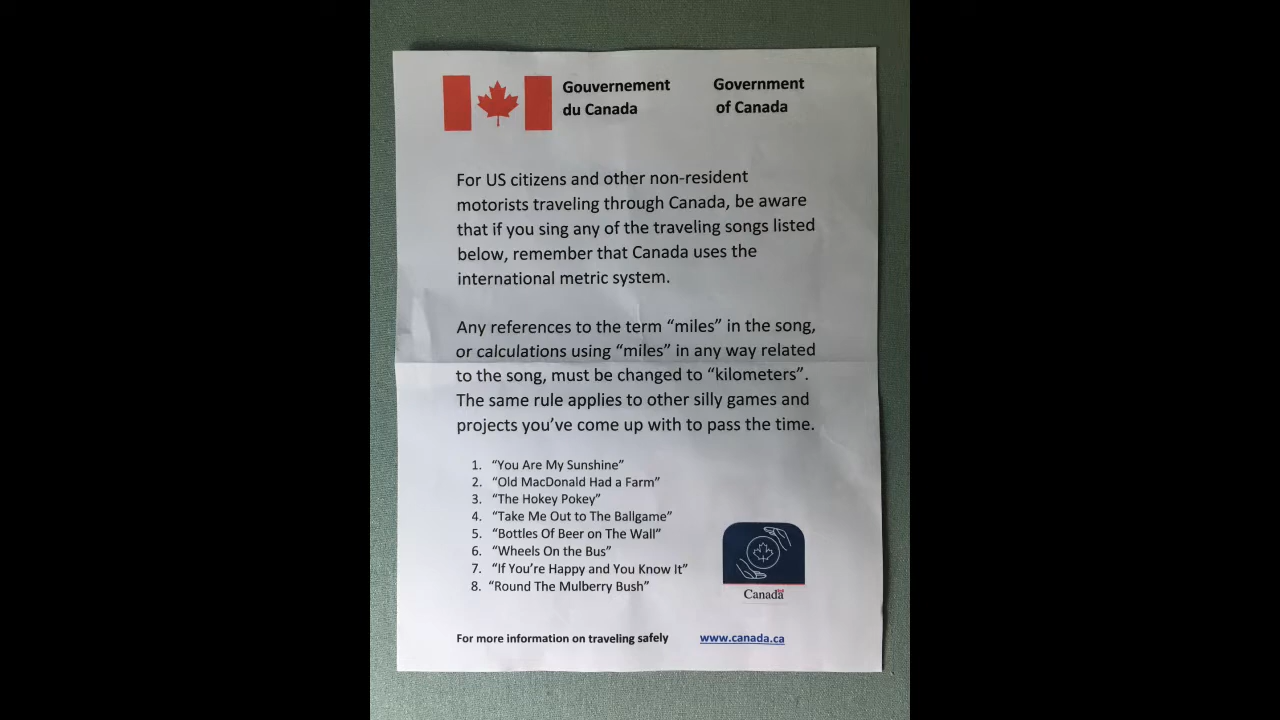 Gouvernement Government
du Canada of Canada
For US citizens and other non-resident
motorists traveling through Canada, be aware
that if you sing any of the traveling songs listed
below, remember that Canada uses the
international metric system.
Any references to the term “miles” in the song,
or calculations using “miles” in any way related
to the song, must be changed to “kilometers”.
The same rule applies to other silly games and
projects you’ve come up with to pass the time.
1. “You Are My Sunshine”
2. “Old MacDonald Had a Farm”
3. “The Hokey Pokey”
4. “Take Me Out to The Ballgame”
5. “Bottles Of Beer on The Wall”
6. “Wheels On the Bus”
7. “If You’re Happy and You Know It”
8. “Round The Mulberry Bush”
Canada
For more information on traveling safely www.canada.ca